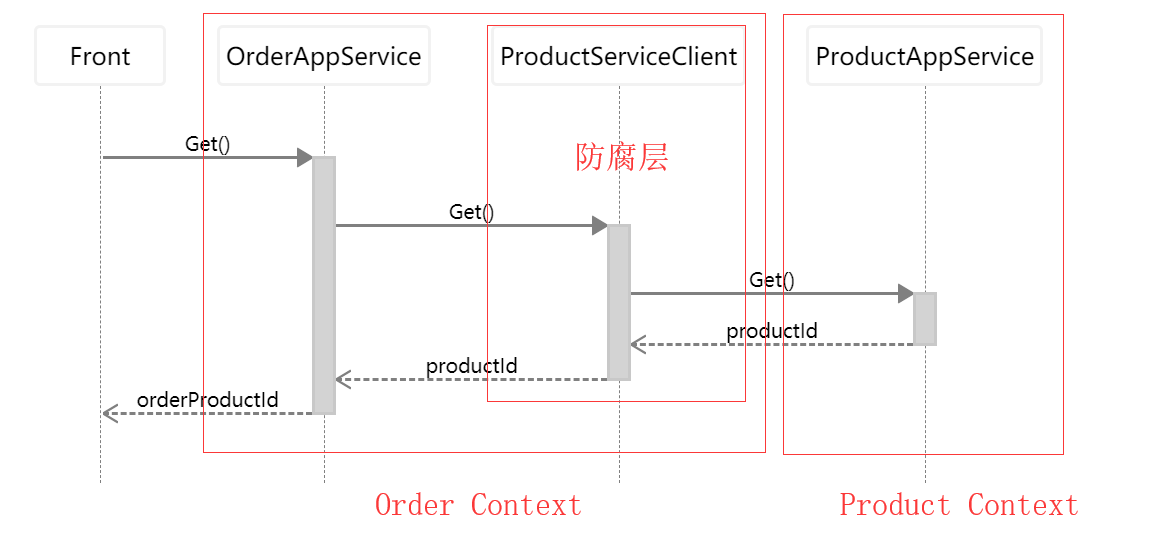 Front
OrderAppService
ProductServiceClient
ProductAppService
Get()
防腐层
Get()
Get()
productId
productId
orderProductId
Order Context
Product Context